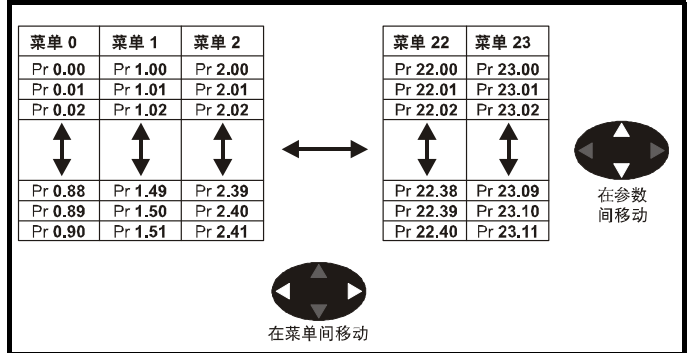 菜单 0 菜单 1 菜单 2 菜单 22 菜单 23
Pr 0.00 Pr 1.00 Pr 2.00 Pr 22.00 Pr 23.00
Pr 0.01 Pr 1.01 Pr 2.01 Pr 22.01 Pr 23.01
Pr 0.02 Pr 1.02 Pr 2.02 Pr 22.02 Pr 23.02
Pr 0.88 Pr 1.49 Pr 2.39 Pr 22.38 Pr 23.09
Pr 0.89 Pr 1.50 Pr 2.40 Pr 22.39 Pr 23.10
Pr 0.90 Pr 1.51 Pr 2.41 Pr 22.40 Pr 23.11
在参数
间移动
在菜单间移动